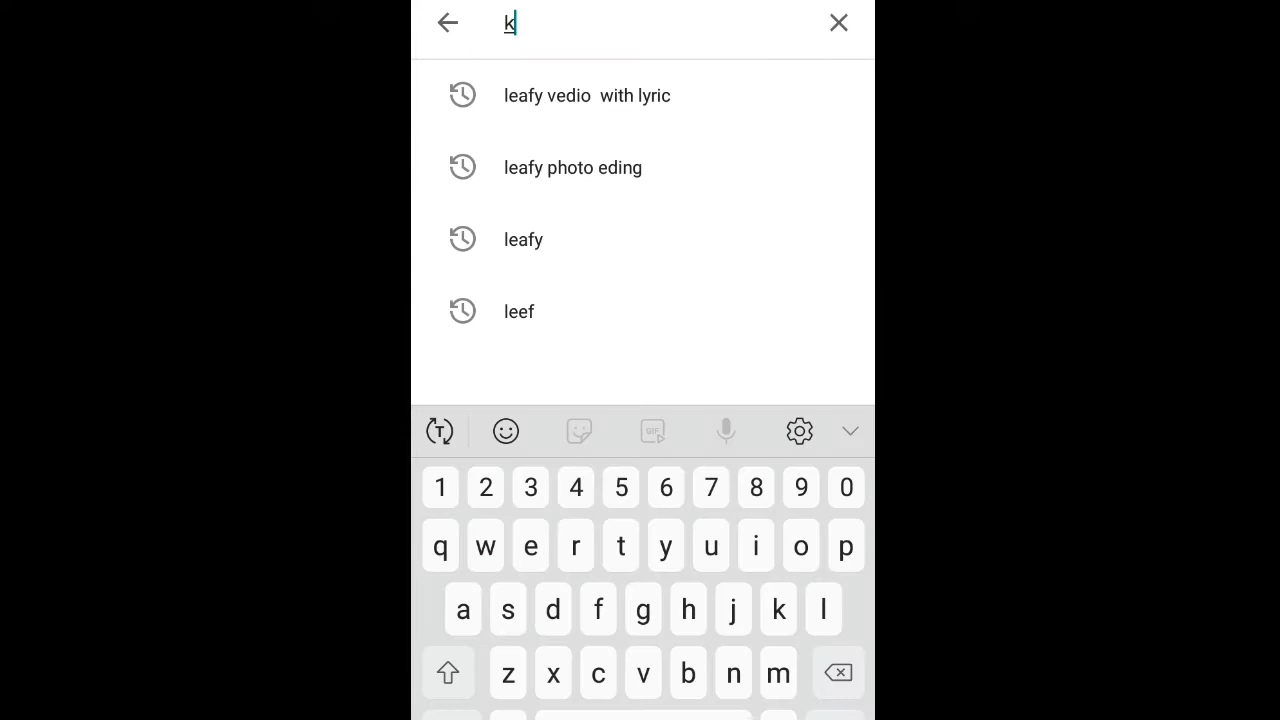 k
leafy vedio with lyric
leafy photo eding
leafy
leef
T
GIF
1 2 3 4 5 6 7 8 9 0
q w e r t y u i o p
a s d f g h j k l
z x c v b n m